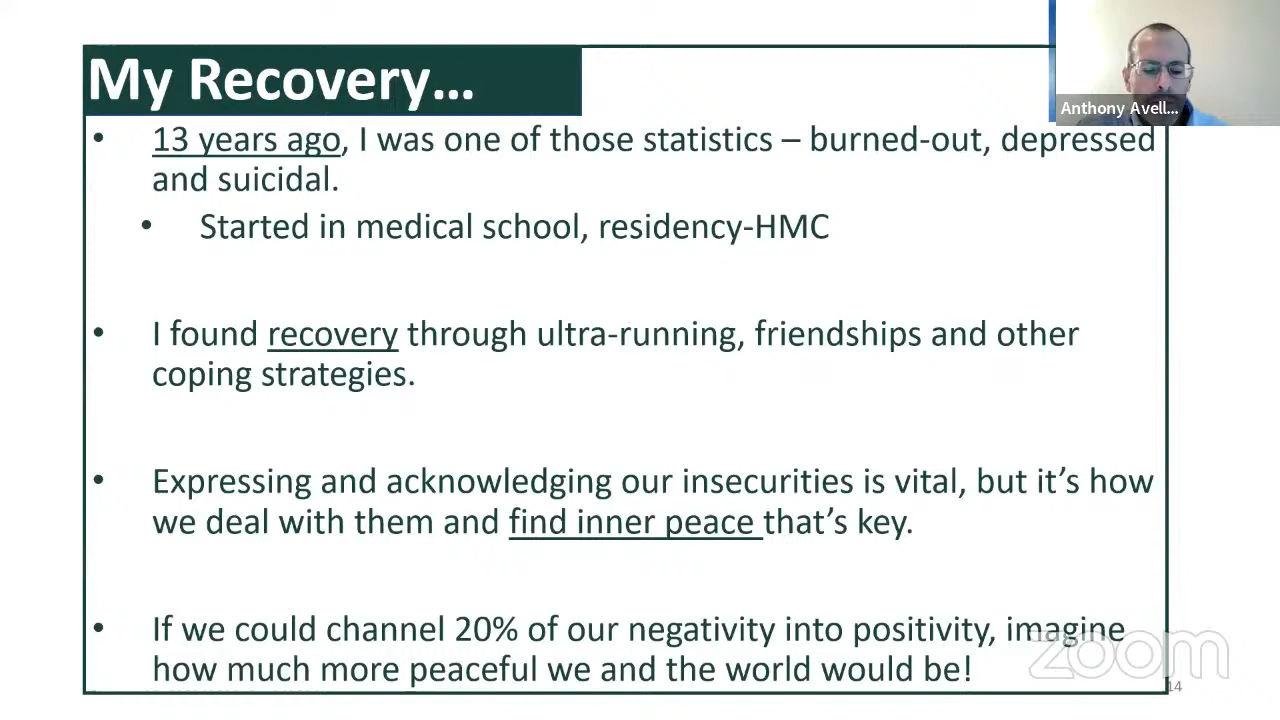 My Recovery...
Anthony Avell...
• 13 years ago, I was one of those statistics – burned-out, depressed
and suicidal.
• Started in medical school, residency-HMC
• I found recovery through ultra-running, friendships and other
coping strategies.
• Expressing and acknowledging our insecurities is vital, but it’s how
we deal with them and find inner peace that’s key.
• If we could channel 20% of our negativity into positivity, imagine
how much more peaceful we and the world would be!
zoom
14